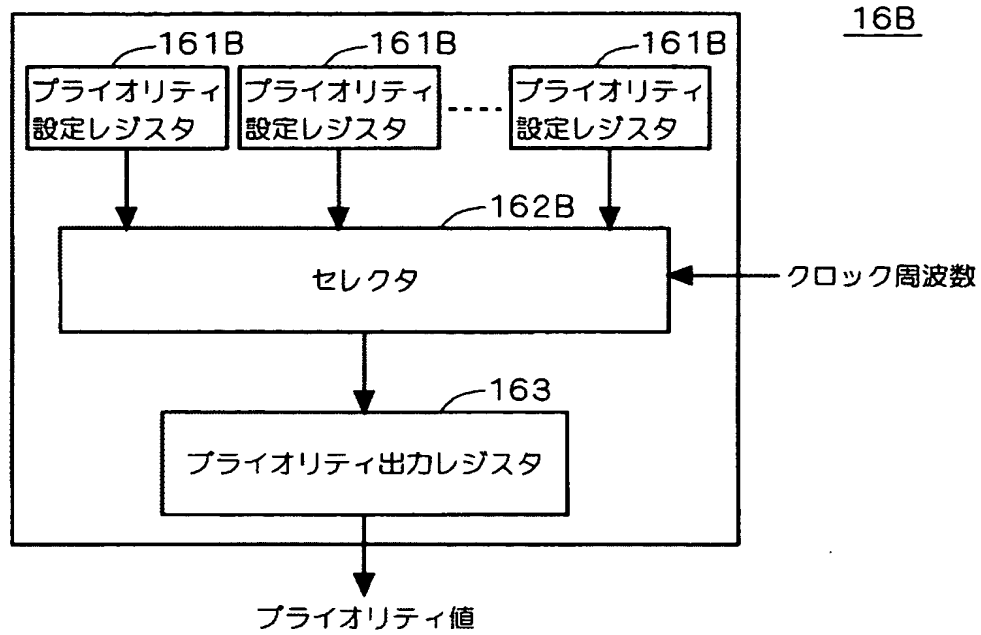 16B
161B
161B
161B
プライオリティ
設定レジスタ
プライオリティ
設定レジスタ
プライオリティ
設定レジスタ
162B
セレクタ
クロック周波数
163
プライオリティ出力レジスタ
プライオリティ値